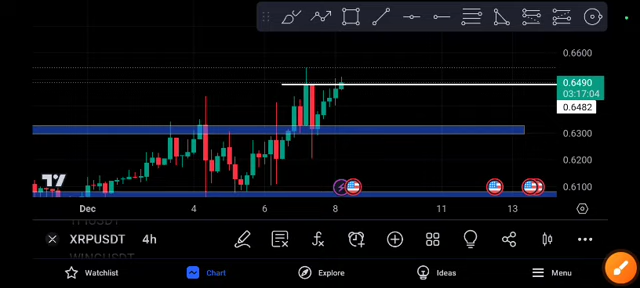 0.6600
0.6490
03:17:04
0.6482
0.6300
0.6200
0.6100
Dec 4 6 8 11 13
XRPUSDT 4h
Watchlist Chart Explore Ideas Menu